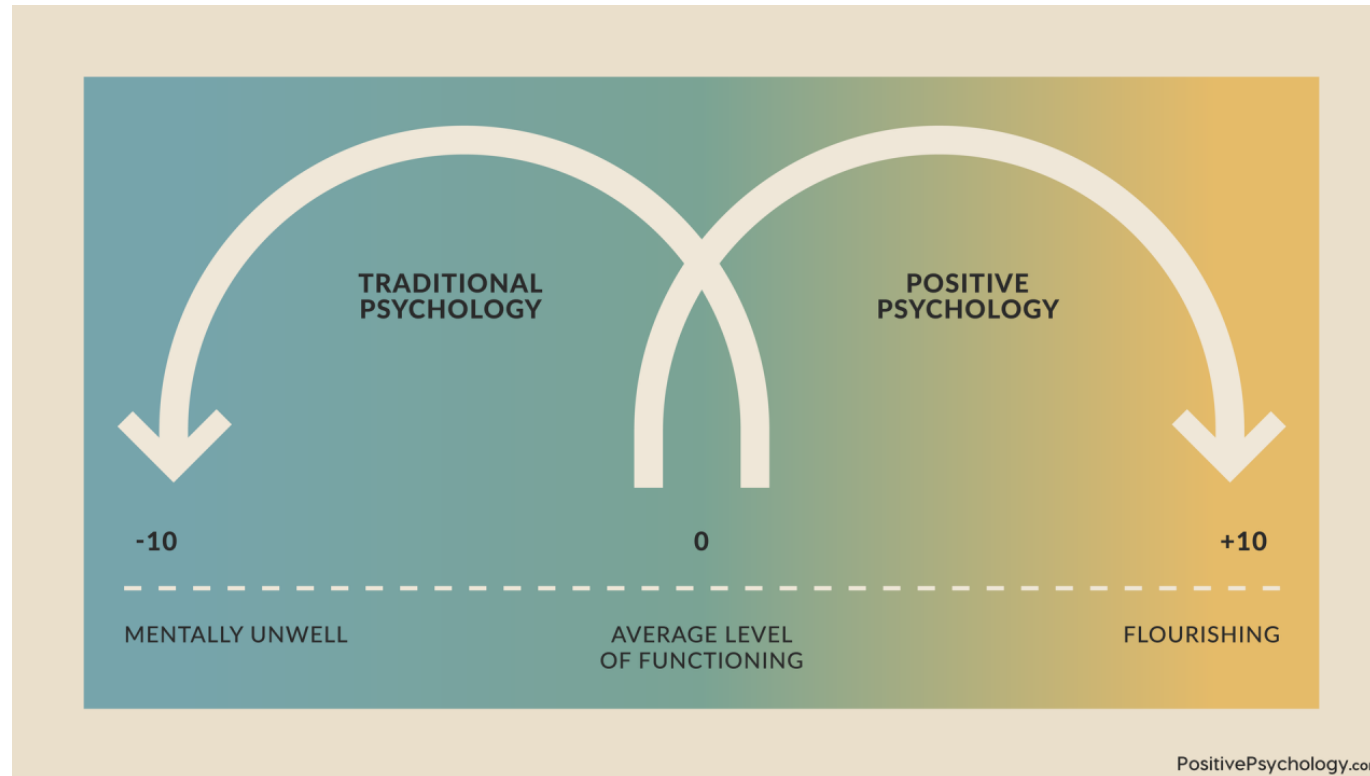 TRADITIONAL
PSYCHOLOGY
POSITIVE
PSYCHOLOGY
-10
0
+10
MENTALLY UNWELL
AVERAGE LEVEL
OF FUNCTIONING
FLOURISHING
PositivePsychology.co